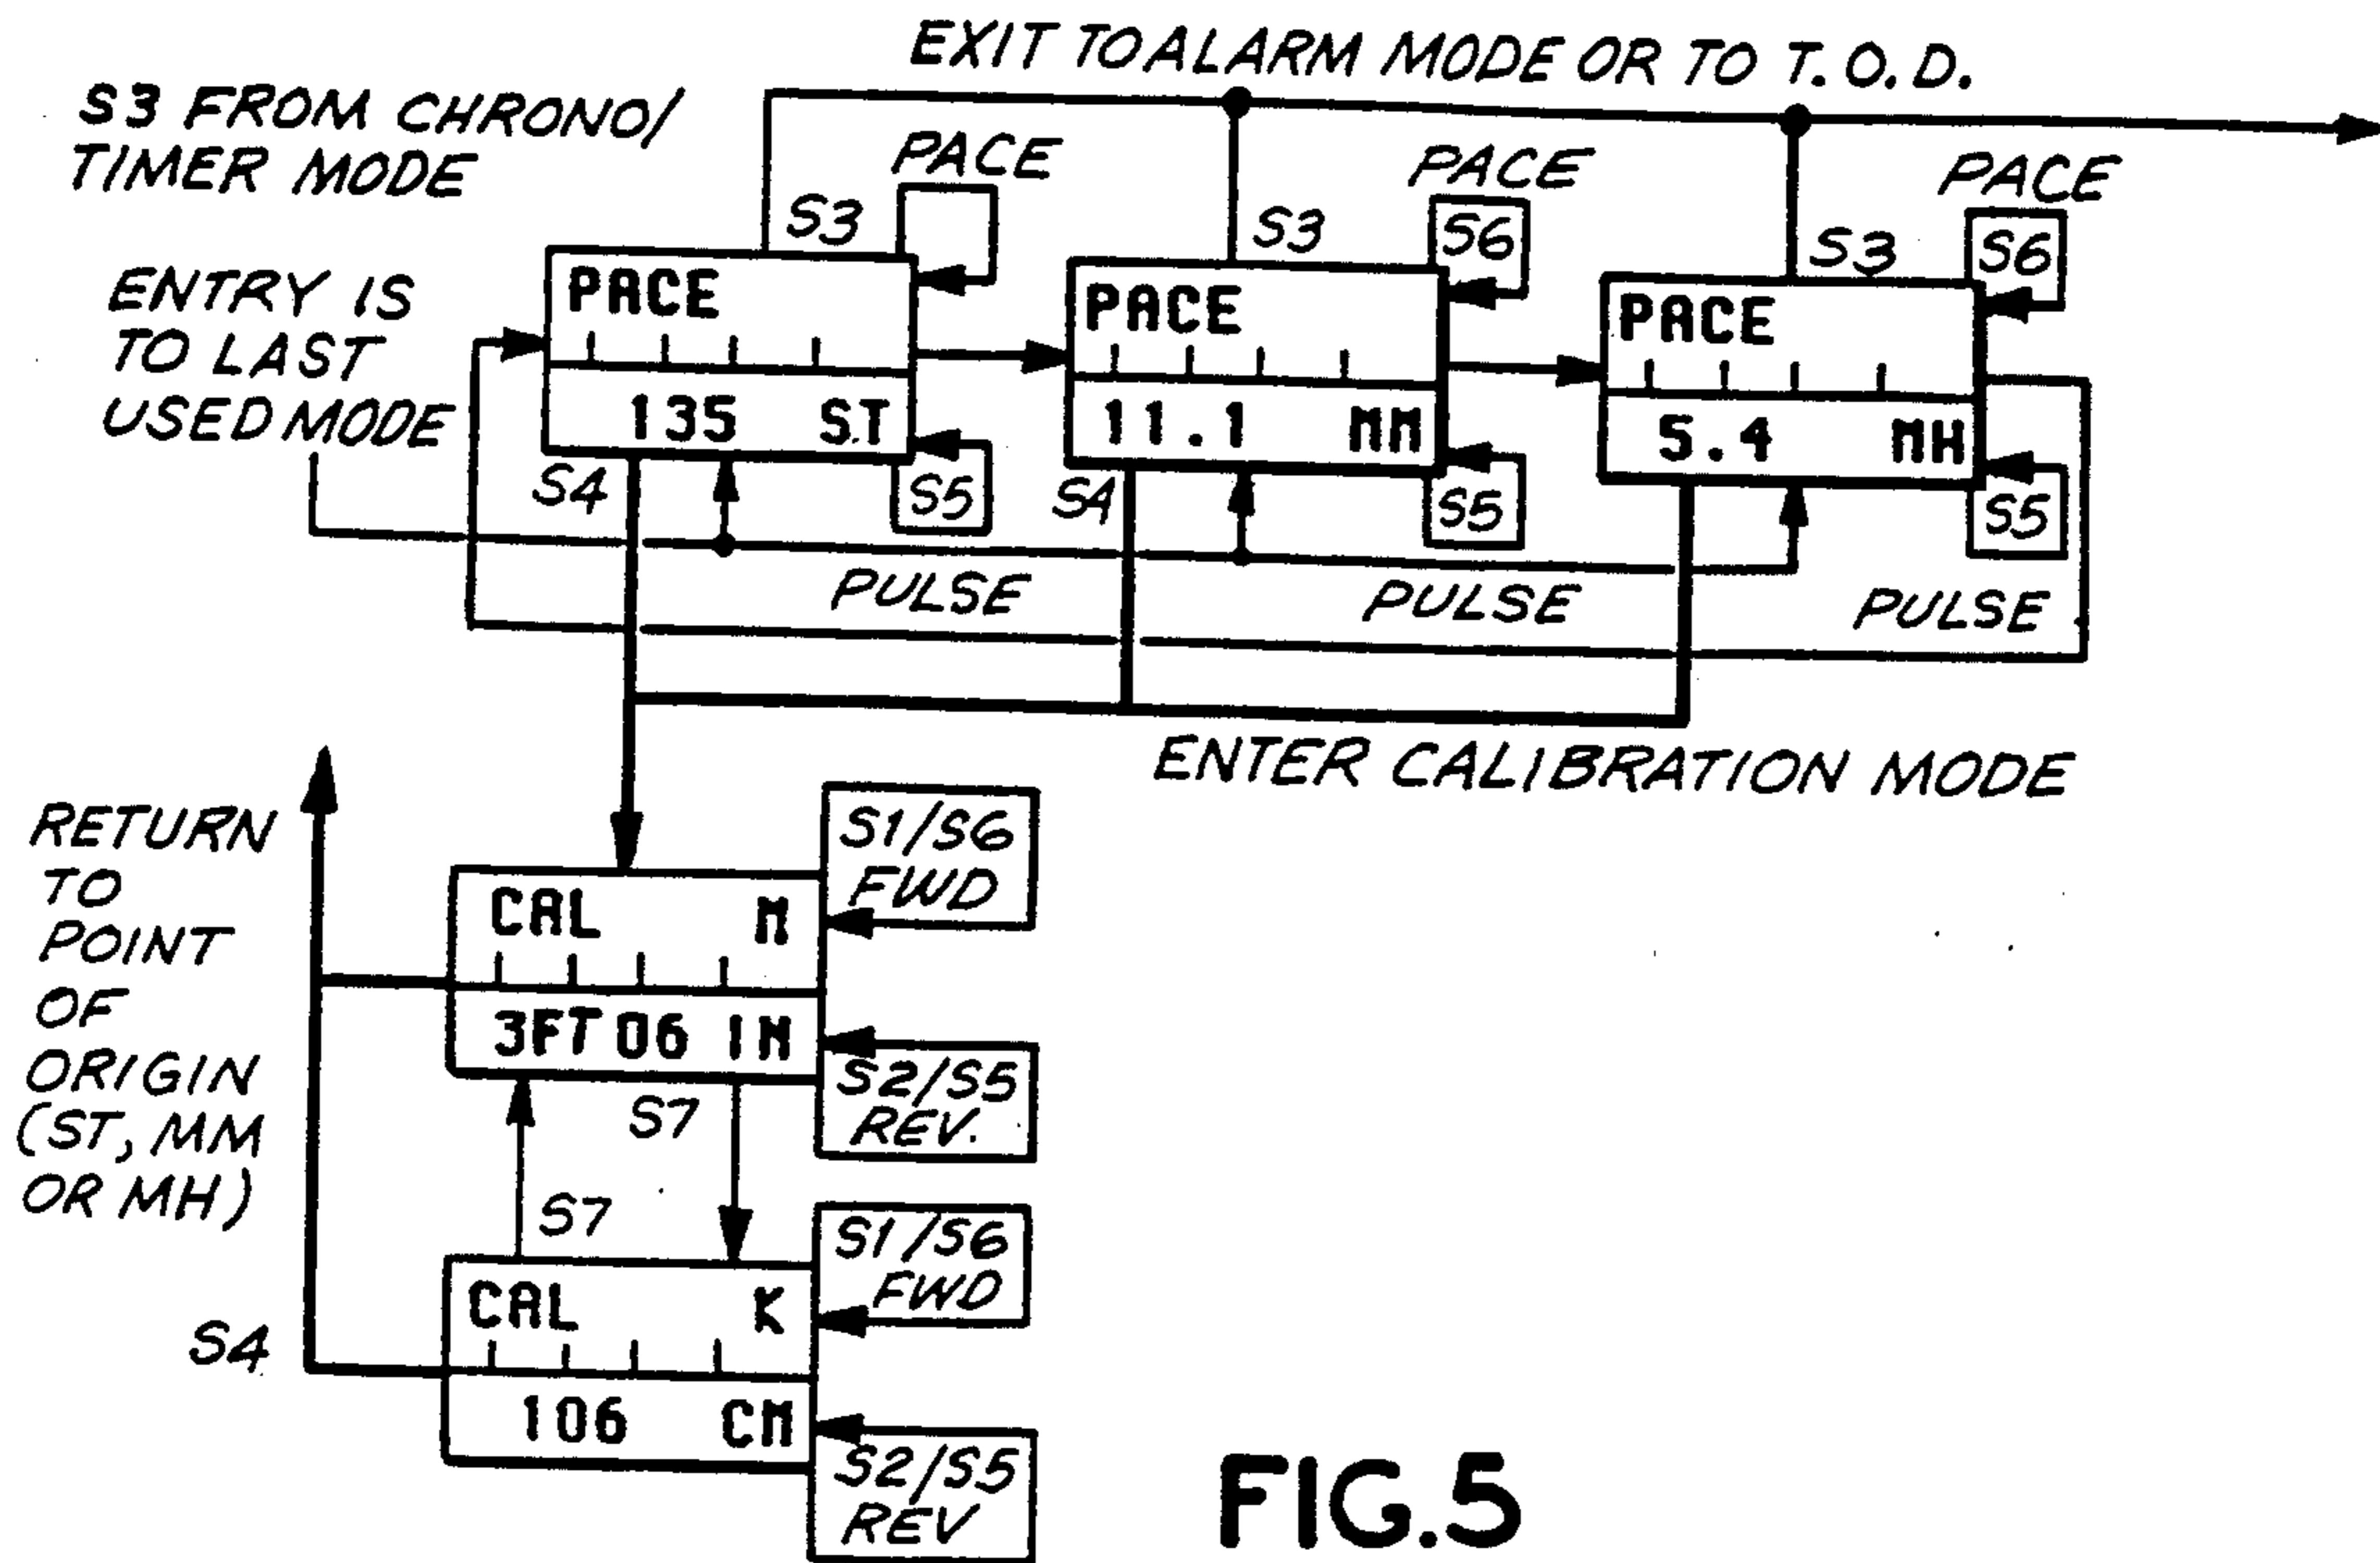 EXIT TO ALARM MODE OR TO T.O.D.
S3 FROM CHRONO/
TIMER MODE
PACE
PACE
PACE
S3
S3
S6
S3
S6
ENTRY IS
TO LAST
USED MODE
PACE
135 ST
PACE
11.1 MM
PACE
5.4 MH
S4
S5
S4
S5
S5
PULSE
PULSE
PULSE
ENTER CALIBRATION MODE
RETURN
TO
POINT
OF
ORIGIN
(ST, MM
OR MH)
CAL M
3FT 06 IN
S1/S6
FWD
S2/S5
REV.
S7
S7
S4
CAL K
106 CM
S1/S6
FWD
S2/S5
REV
FIG.5